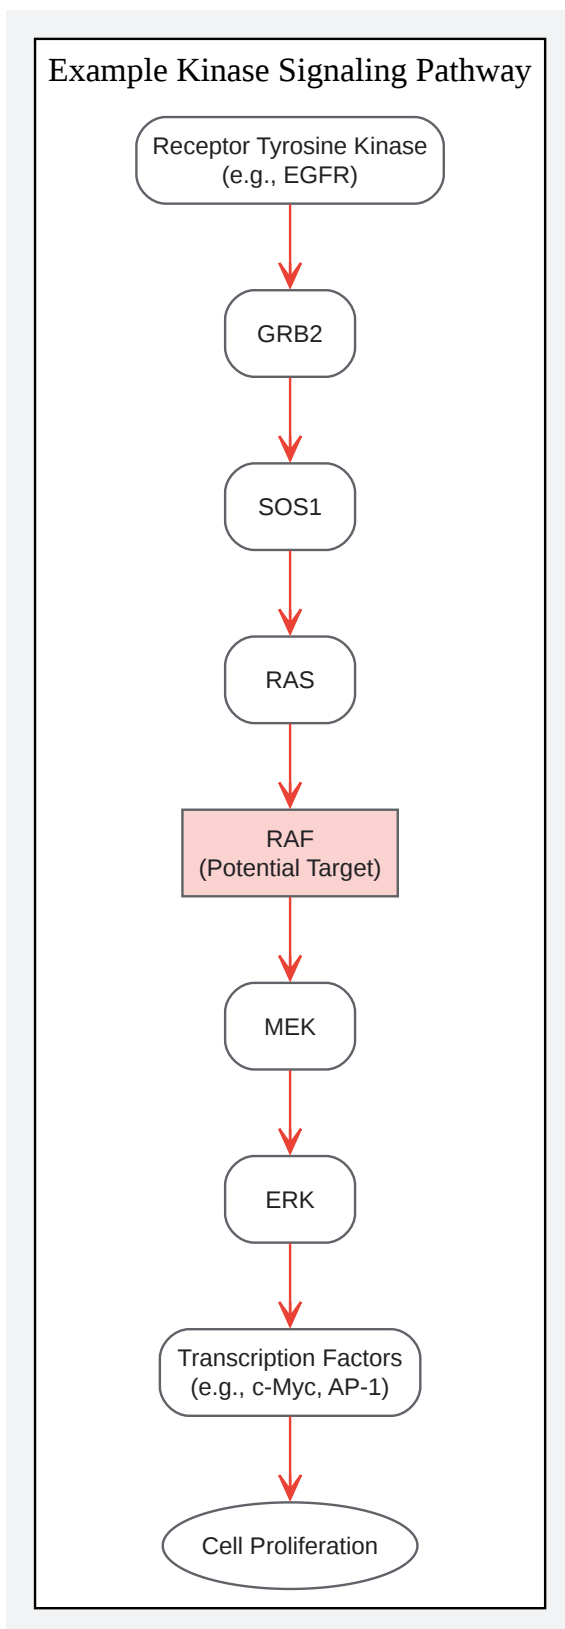 Example Kinase Signaling Pathway
Receptor Tyrosine Kinase
(e.g., EGFR)
GRB2
SOS1
RAS
RAF
(Potential Target)
MEK
ERK
Transcription Factors
(e.g., c-Myc, AP-1)
Cell Proliferation